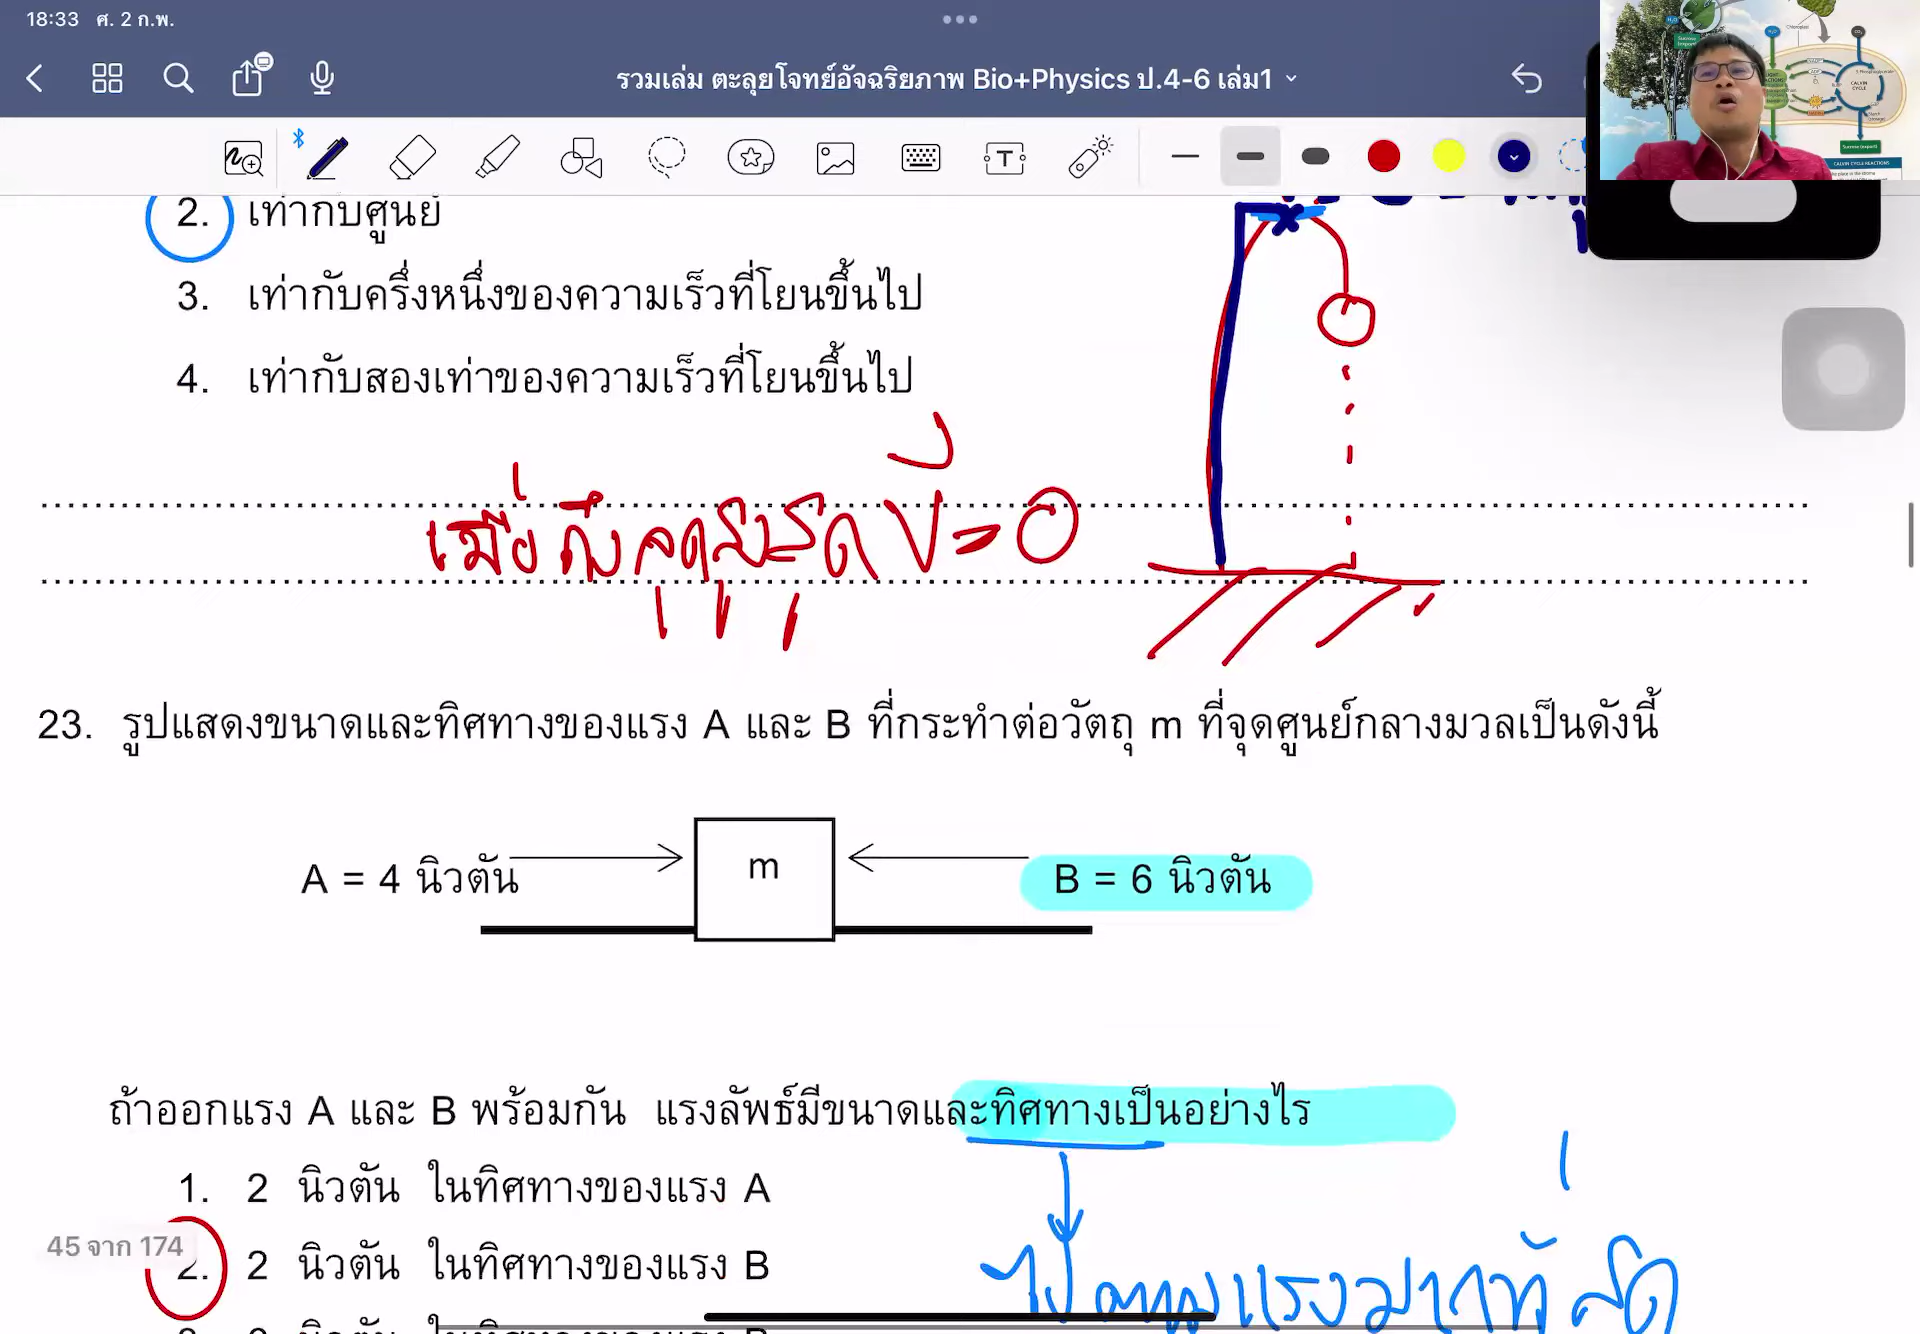 18:33 ศ. 2 ก.พ.
รวมเล่ม ตะลุยโจทย์อัจฉริยภาพ Bio+Physics ป.4-6 เล่ม1
2. เท่ากับศูนย์
3. เท่ากับครึ่งหนึ่งของความเร็วที่โยนขึ้นไป
4. เท่ากับสองเท่าของความเร็วที่โยนขึ้นไป
เมื่อถึงจุดสูงสุด V = 0
23. รูปแสดงขนาดและทิศทางของแรง A และ B ที่กระทำต่อวัตถุ m ที่จุดศูนย์กลางมวลเป็นดังนี้
A = 4 นิวตัน m B = 6 นิวตัน
ถ้าออกแรง A และ B พร้อมกัน แรงลัพธ์มีขนาดและทิศทางเป็นอย่างไร
1. 2 นิวตัน ในทิศทางของแรง A
45 จาก 174
2. 2 นิวตัน ในทิศทางของแรง B
ไปตามแรงมากที่สุด
CALVIN CYCLE
CALVIN CYCLE REACTIONS